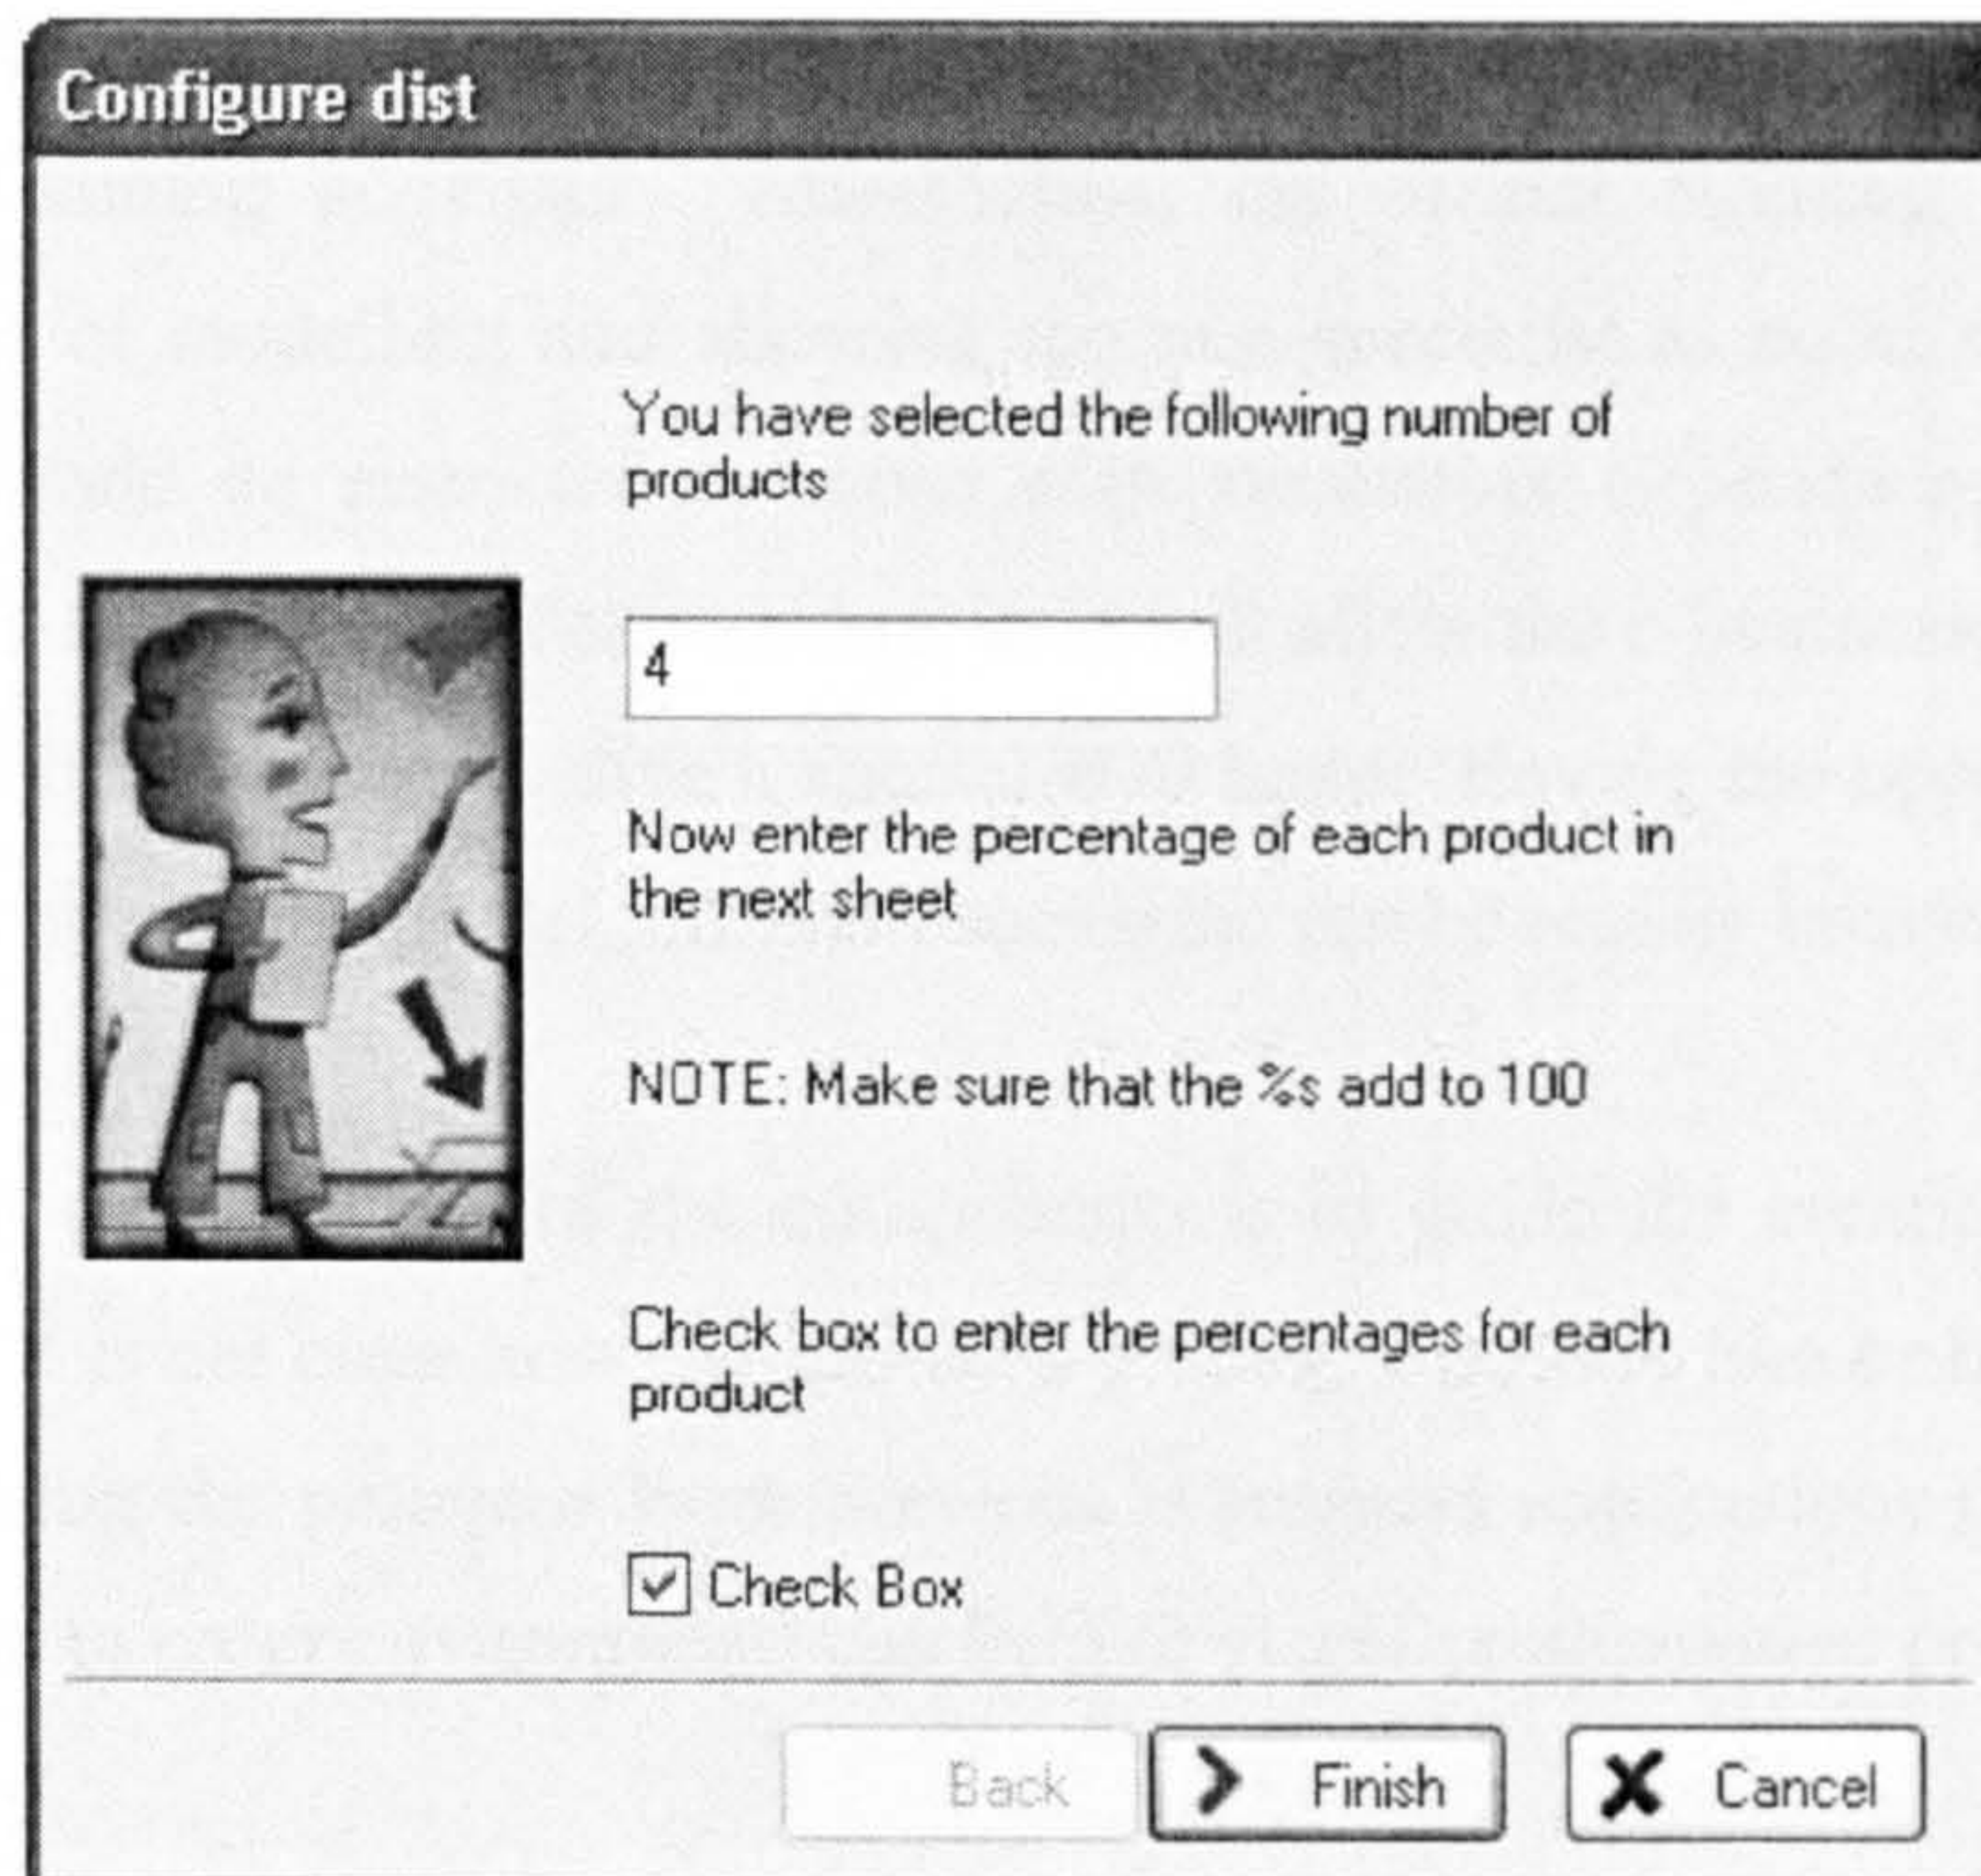 Configure dist
You have selected the following number of
products
4
Now enter the percentage of each product in
the next sheet
NOTE: Make sure that the %s add to 100
Check box to enter the percentages for each
product
Check Box
Back
Finish
Cancel